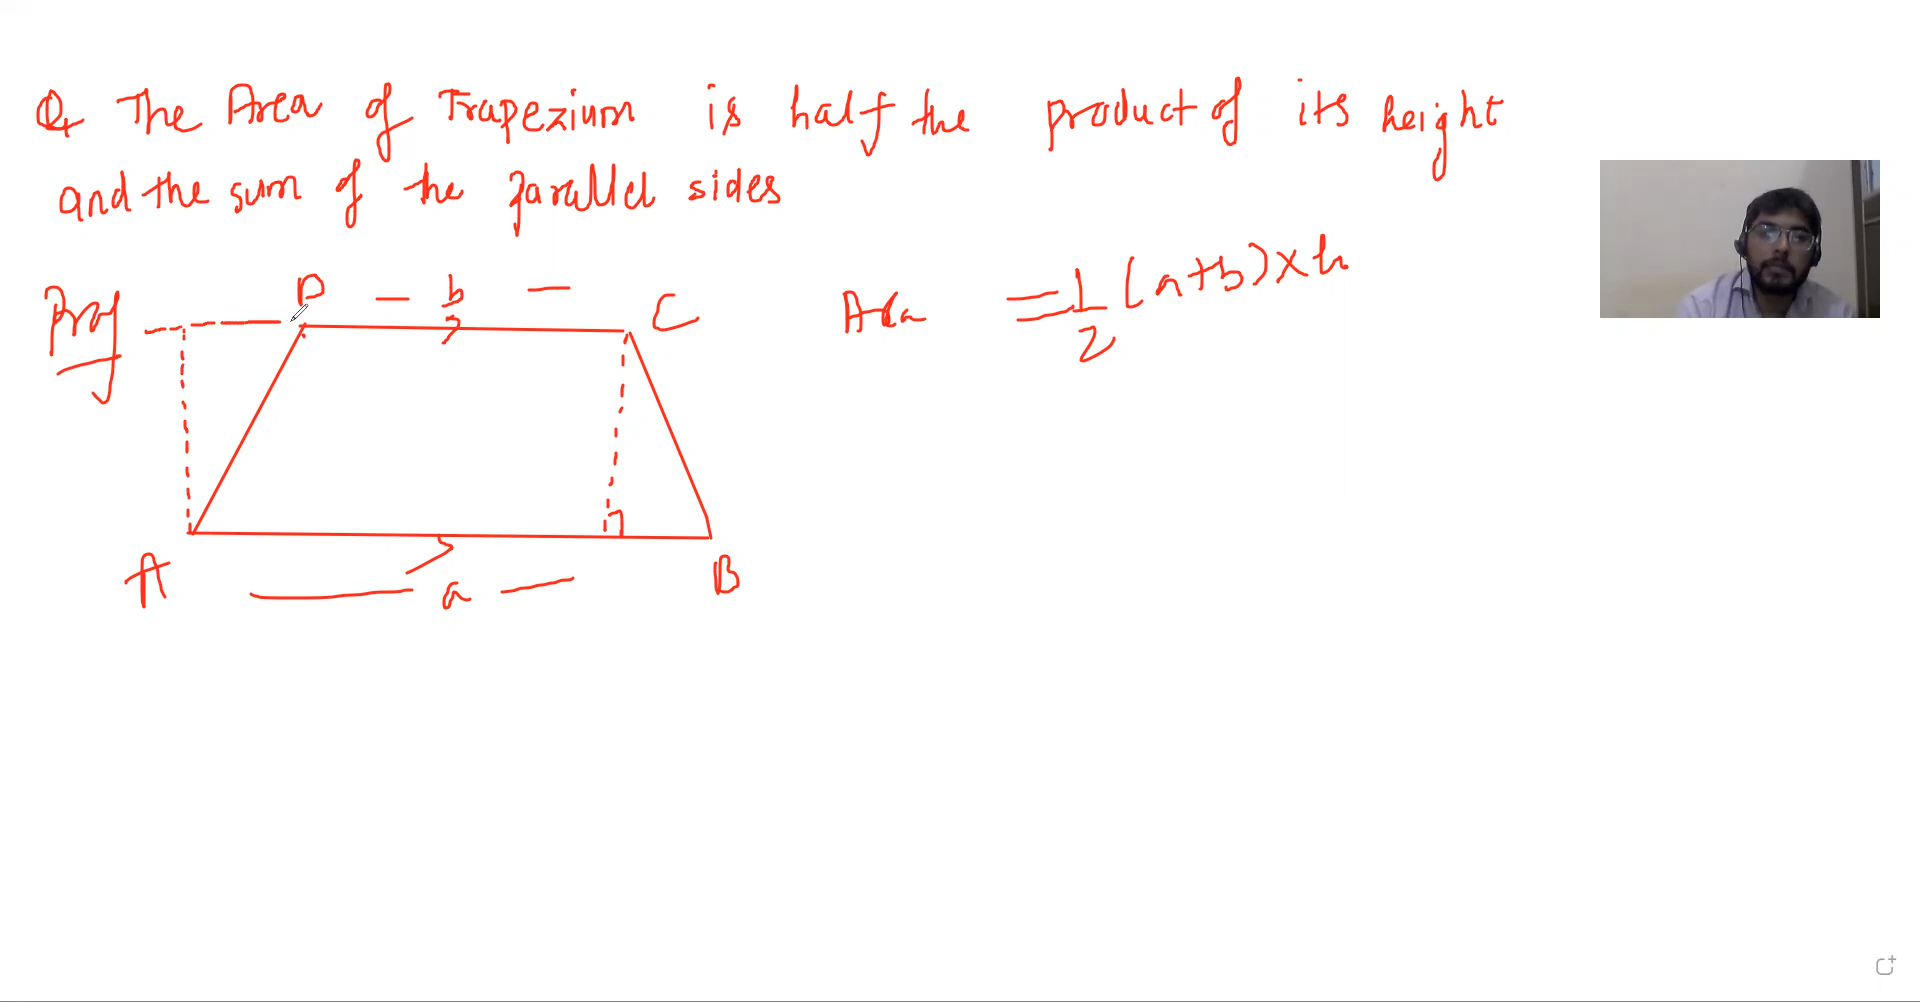 Q. The Area of Trapezium is half the product of its height
and the sum of the parallel sides
Proof
D b C
Area = 1/2 (a+b) x h
A a B